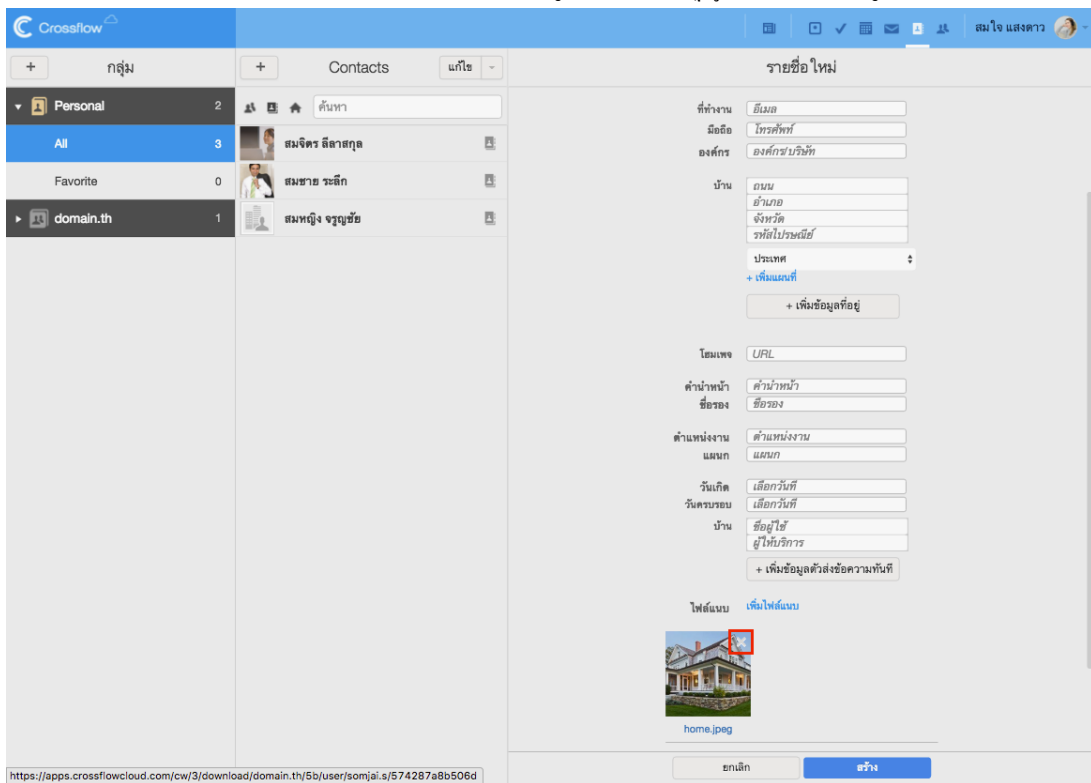 Crossflow
สมใจ แสงดาว
+ กลุ่ม
+ Contacts แก้ไข
รายชื่อใหม่
Personal 2
All 3
Favorite 0
domain.th 1
ค้นหา
สมจิตร ลีลาสกุล
สมชาย ระลึก
สมหญิง จรูญชัย
ที่ทำงาน อีเมล
มือถือ โทรศัพท์
องค์กร องค์กร/บริษัท
บ้าน ถนน
อำเภอ
จังหวัด
รหัสไปรษณีย์
ประเทศ
+ เพิ่มแผนที่
+ เพิ่มข้อมูลที่อยู่
โฮมเพจ URL
คำนำหน้า คำนำหน้า
ชื่อรอง ชื่อรอง
ตำแหน่งงาน ตำแหน่งงาน
แผนก แผนก
วันเกิด เลือกวันที่
วันครบรอบ เลือกวันที่
บ้าน ชื่อผู้ใช้
ผู้ให้บริการ
+ เพิ่มข้อมูลตัวส่งข้อความทันที
ไฟล์แนบ เพิ่มไฟล์แนบ
home.jpeg
ยกเลิก สร้าง
https://apps.crossflowcloud.com/cw/3/download/domain.th/5b/user/somjai.s/574287a8b506d